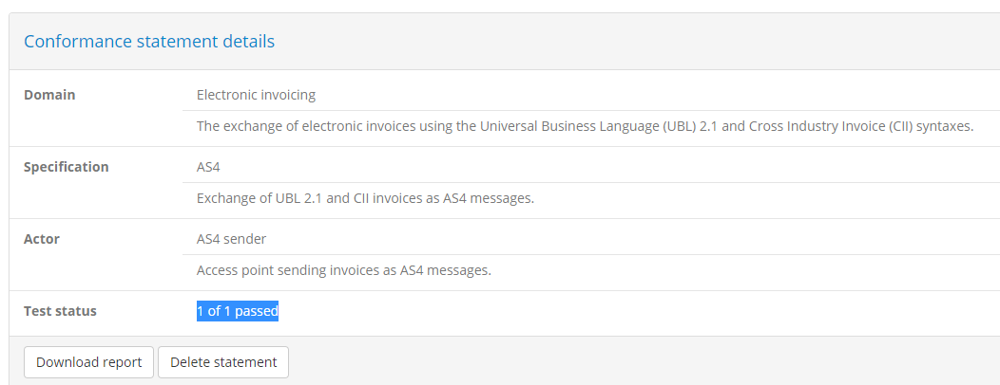 Conformance statement details
Domain
Electronic invoicing
The exchange of electronic invoices using the Universal Business Language (UBL) 2.1 and Cross Industry Invoice (CII) syntaxes.
Specification
AS4
Exchange of UBL 2.1 and CII invoices as AS4 messages.
Actor
AS4 sender
Access point sending invoices as AS4 messages.
Test status
1 of 1 passed
Download report
Delete statement